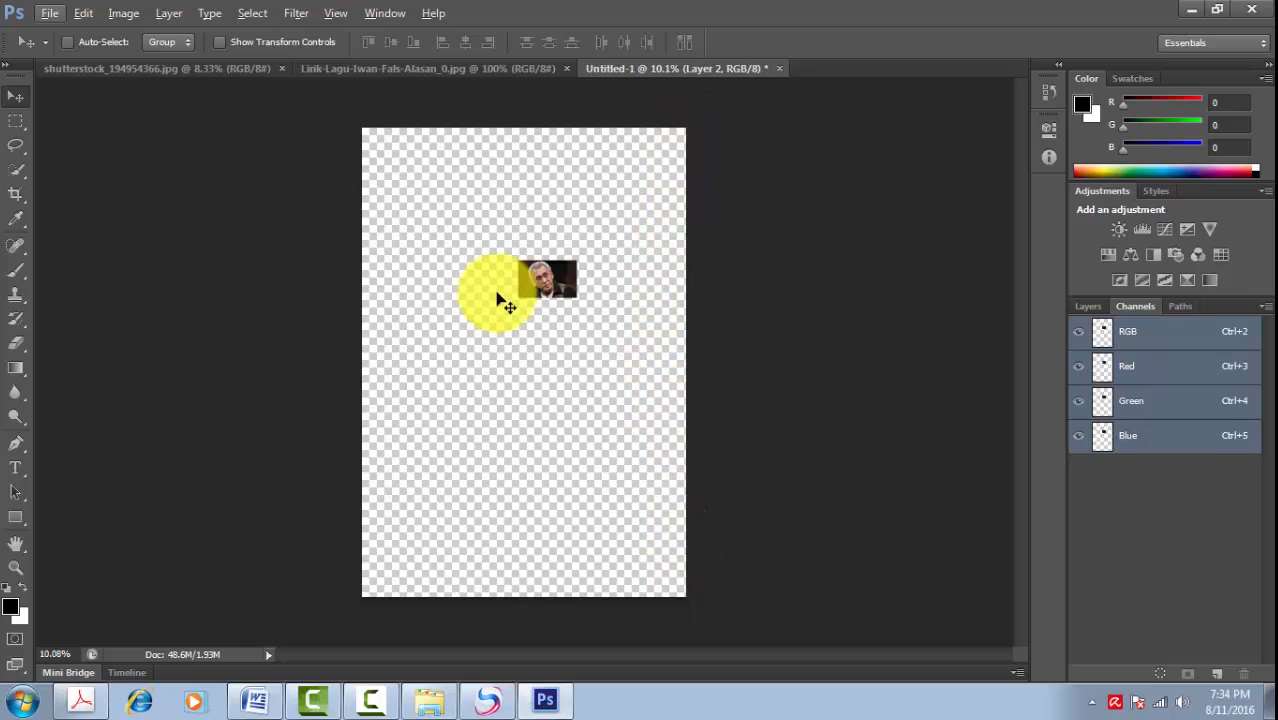 Ps File Edit Image Layer Type Select Filter View Window Help
Auto-Select: Group Show Transform Controls Essentials
shutterstock_194954366.jpg @ 8.33% (RGB/8#) × Lirik-Lagu-Iwan-Fals-Alasan_0.jpg @ 100% (RGB/8#) × Untitled-1 @ 10.1% (Layer 2, RGB/8) * ×
Color Swatches
R 0
G 0
B 0
Adjustments Styles
Add an adjustment
Layers Channels Paths
RGB Ctrl+2
Red Ctrl+3
Green Ctrl+4
Blue Ctrl+5
T
10.08% Doc: 48.6M/1.93M
Mini Bridge Timeline
W C C Ps 7:34 PM
8/11/2016